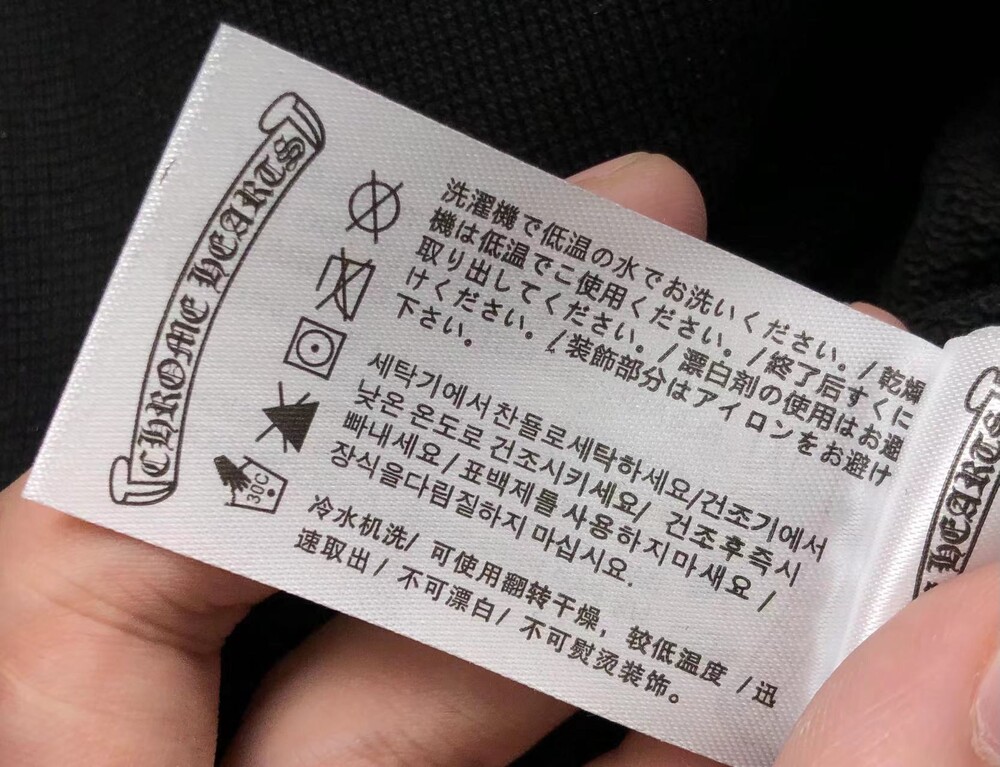 CHROME HEARTS
洗濯機で低温の水でお洗いください。/乾燥
機は低温でこ使用ください。/終了后すぐに
取り出してください。/漂白剤の使用はお避
けください。/装飾部分はアイロンをお避け
下さい。
세탁기에서 찬물로세탁하세요/건조기에서
낮은 온도로 건조시키세요/ 건조후즉시
빠내세요/표백제를 사용하지마새요/
장식을다림질하지 마십시요.
冷水机洗/ 可使用翻转干燥，较低温度 /迅
速取出/ 不可漂白/ 不可熨烫装饰。
30C
HEARTS